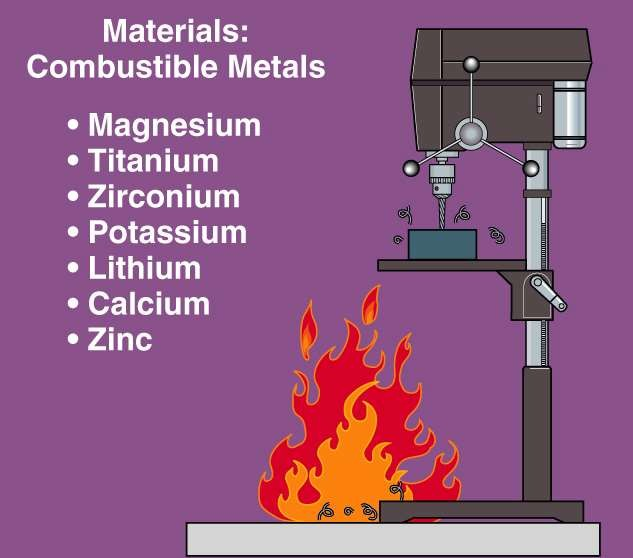 Materials:
Combustible Metals
• Magnesium
• Titanium
• Zirconium
• Potassium
• Lithium
• Calcium
• Zinc